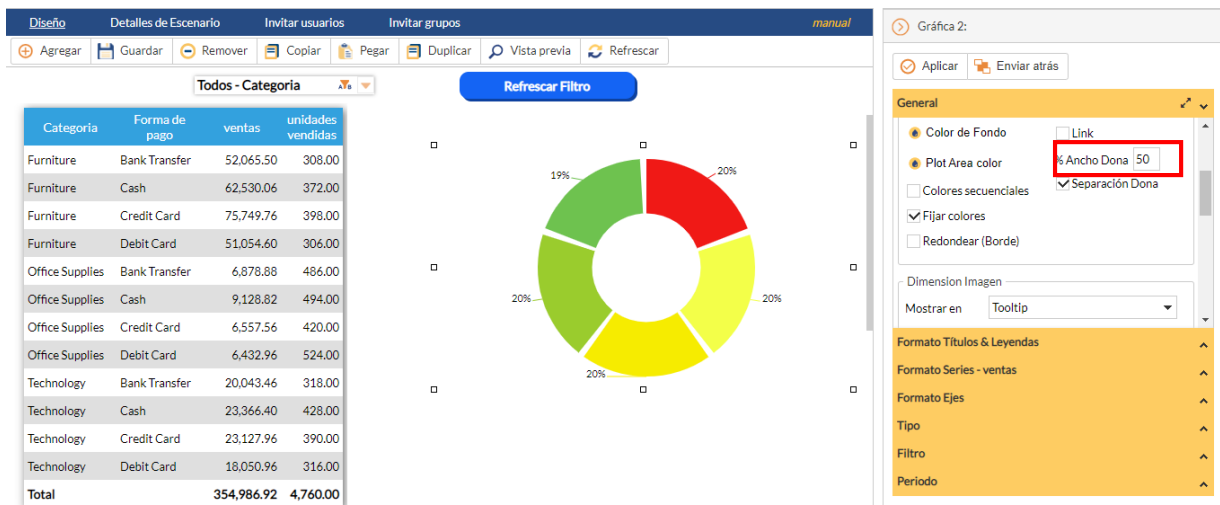 Diseño Detalles de Escenario Invitar usuarios Invitar grupos manual
Agregar Guardar Remover Copiar Pegar Duplicar Vista previa Refrescar
Todos - Categoria
Refrescar Filtro
Categoria Forma de pago ventas unidades vendidas
Furniture Bank Transfer 52,065.50 308.00
Furniture Cash 62,530.06 372.00
Furniture Credit Card 75,749.76 398.00
Furniture Debit Card 51,054.60 306.00
Office Supplies Bank Transfer 6,878.88 486.00
Office Supplies Cash 9,128.82 494.00
Office Supplies Credit Card 6,557.56 420.00
Office Supplies Debit Card 6,432.96 524.00
Technology Bank Transfer 20,043.46 318.00
Technology Cash 23,366.40 428.00
Technology Credit Card 23,127.96 390.00
Technology Debit Card 18,050.96 316.00
Total 354,986.92 4,760.00
19% 20%
20% 20%
20%
Gráfica 2:
Aplicar Enviar atrás
General
Color de Fondo Link
Plot Area color % Ancho Dona 50
Colores secuenciales Separación Dona
Fijar colores
Redondear (Borde)
Dimension Imagen
Mostrar en Tooltip
Formato Títulos & Leyendas
Formato Series - ventas
Formato Ejes
Tipo
Filtro
Periodo